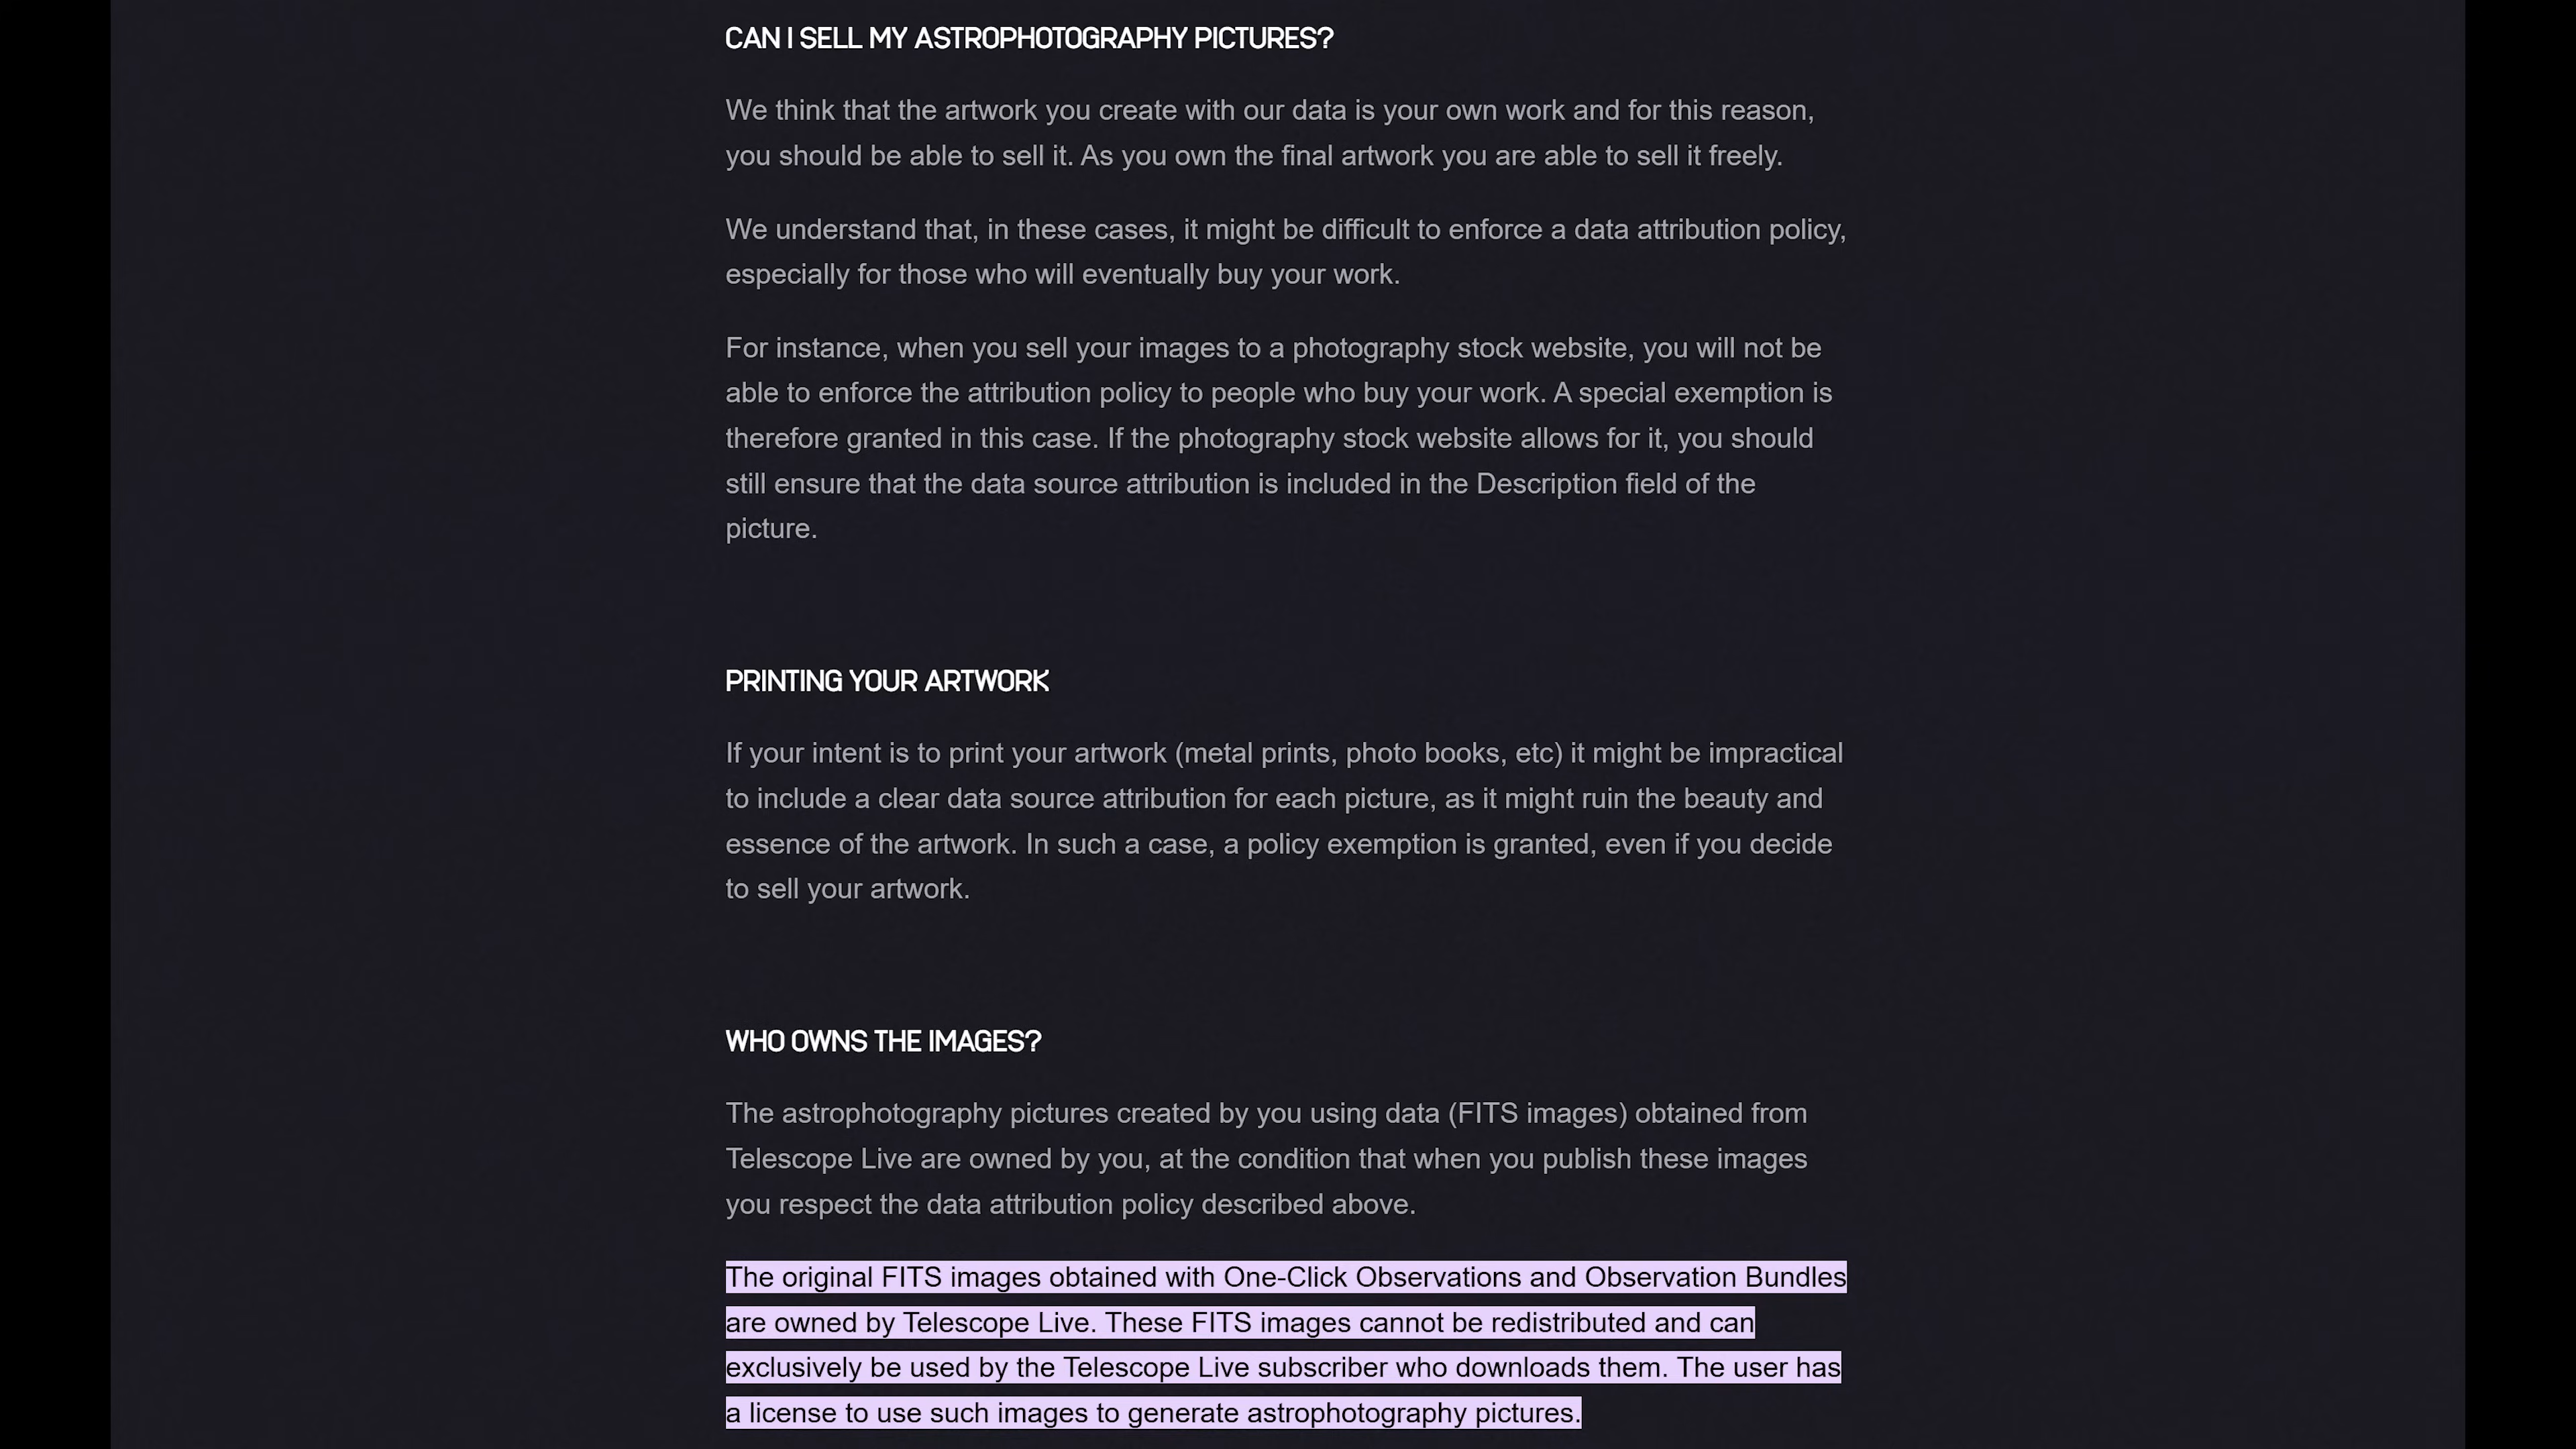 CAN I SELL MY ASTROPHOTOGRAPHY PICTURES?
We think that the artwork you create with our data is your own work and for this reason,
you should be able to sell it. As you own the final artwork you are able to sell it freely.
We understand that, in these cases, it might be difficult to enforce a data attribution policy,
especially for those who will eventually buy your work.
For instance, when you sell your images to a photography stock website, you will not be
able to enforce the attribution policy to people who buy your work. A special exemption is
therefore granted in this case. If the photography stock website allows for it, you should
still ensure that the data source attribution is included in the Description field of the
picture.
PRINTING YOUR ARTWORK
If your intent is to print your artwork (metal prints, photo books, etc) it might be impractical
to include a clear data source attribution for each picture, as it might ruin the beauty and
essence of the artwork. In such a case, a policy exemption is granted, even if you decide
to sell your artwork.
WHO OWNS THE IMAGES?
The astrophotography pictures created by you using data (FITS images) obtained from
Telescope Live are owned by you, at the condition that when you publish these images
you respect the data attribution policy described above.
The original FITS images obtained with One-Click Observations and Observation Bundles
are owned by Telescope Live. These FITS images cannot be redistributed and can
exclusively be used by the Telescope Live subscriber who downloads them. The user has
a license to use such images to generate astrophotography pictures.